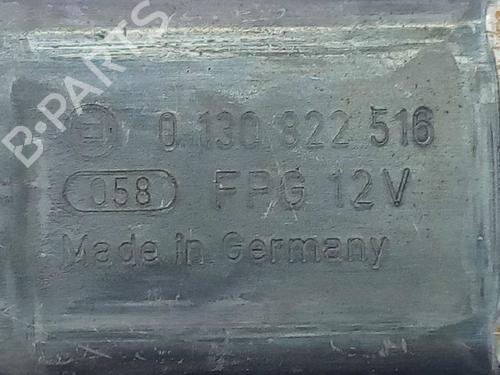 B-PARTS
0 130 822 516
058 FPG 12V
Made in Germany